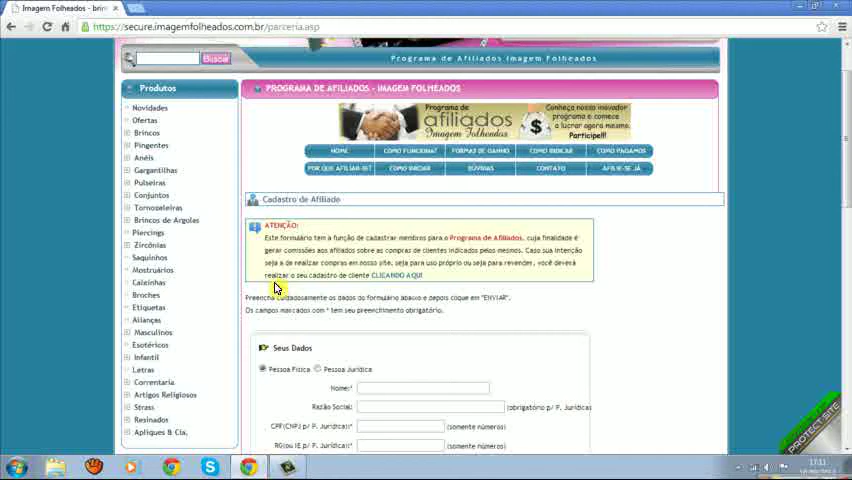 Imagem Folheados - brin
https://secure.imagemfolheados.com.br/parceria.asp
Buscar
Programa de Afiliados Imagem Folheados
Produtos
Novidades
Ofertas
Brincos
Pingentes
Anéis
Gargantilhas
Pulseiras
Conjuntos
Tornozeleiras
Brincos de Argolas
Piercings
Zircônias
Saquinhos
Mostruários
Caixinhas
Broches
Etiquetas
Alianças
Masculinos
Esotéricos
Infantil
Letras
Correntaria
Artigos Religiosos
Strass
Resinados
Apliques & Cia.
PROGRAMA DE AFILIADOS - IMAGEM FOLHEADOS
Programa de
afiliados
Imagem Folheados
Conheça nosso inovador
programa e comece
a lucrar agora mesmo.
Participe!!
HOME
COMO FUNCIONA?
FORMAS DE GANHO
COMO INDICAR
COMO PAGAMOS
POR QUE AFILIAR-SE?
COMO INICIAR
DÚVIDAS
CONTATO
AFILIE-SE JÁ
Cadastro de Afiliado
ATENÇÃO:
Este formulário tem a função de cadastrar membros para o Programa de Afiliados, cuja finalidade é
gerar comissões aos afiliados sobre as compras de clientes indicados pelos mesmos. Caso sua intenção
seja a de realizar compras em nosso site, seja para uso próprio ou seja para revender, você deverá
realizar o seu cadastro de cliente CLICANDO AQUI
Preencha cuidadosamente os dados do formulário abaixo e depois clique em "ENVIAR".
Os campos marcados com * tem seu preenchimento obrigatório.
Seus Dados
Pessoa Física Pessoa Jurídica
Nome:*
Razão Social: (obrigatório p/ P. Jurídicas
CPF(CNPJ p/ P. Jurídica):* (somente números)
RG(ou IE p/ P. Jurídica):* (somente números)
PROTECT SITE
17:11